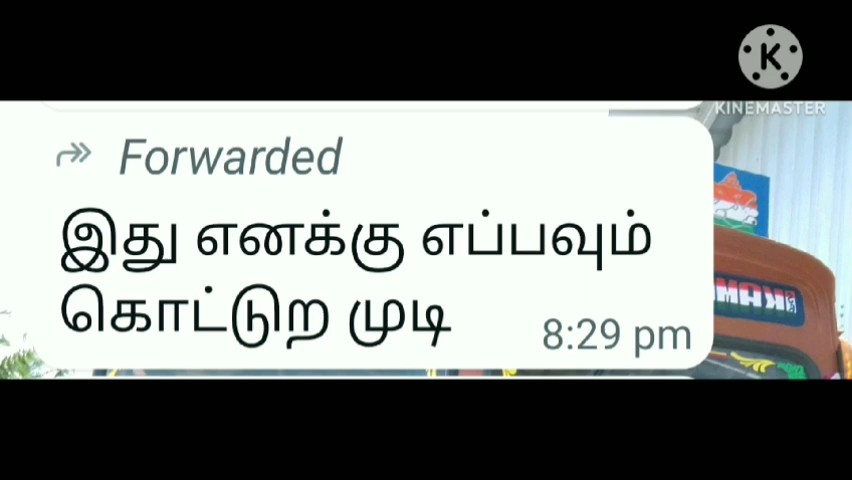 KINEMASTER
Forwarded
இது எனக்கு எப்பவும்
கொட்டுற முடி
8:29 pm